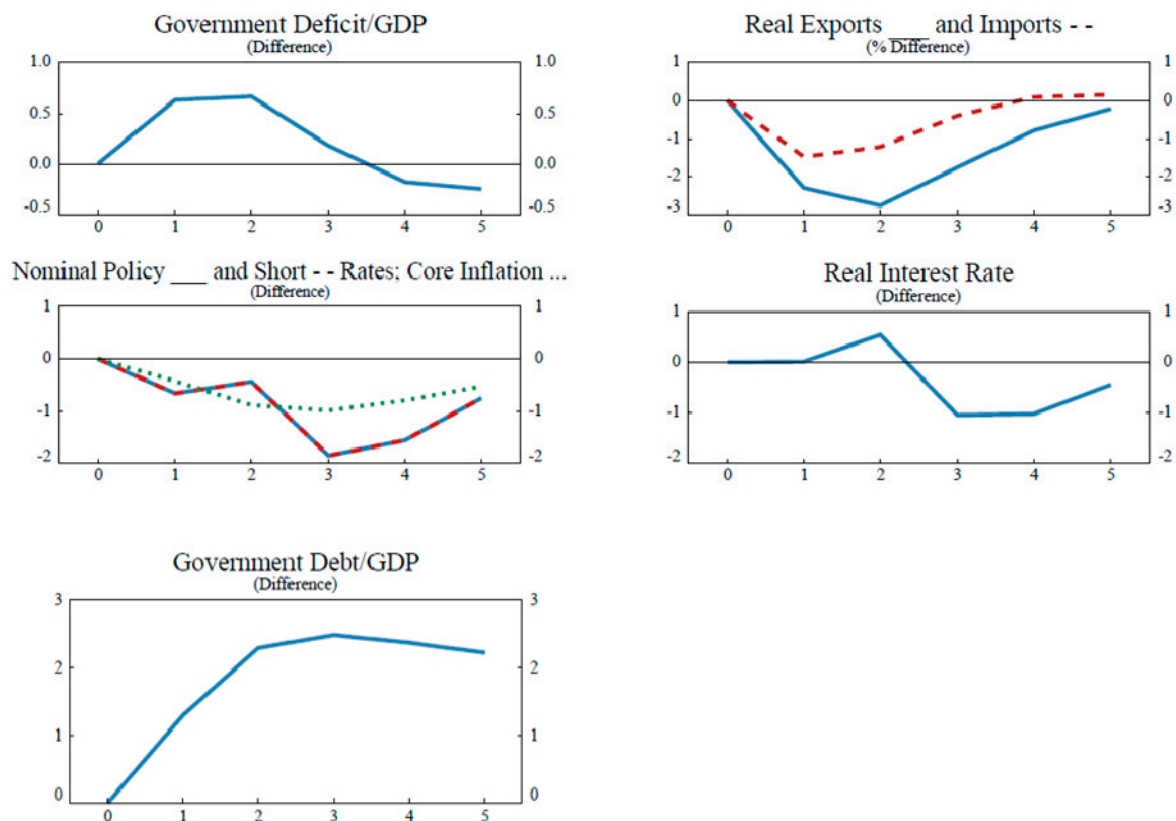 Government Deficit/GDP
(Difference)
1.0 1.0
0.5 0.5
0.0 0.0
-0.5 -0.5
0 1 2 3 4 5
Real Exports ___ and Imports - -
(% Difference)
1 1
0 0
-1 -1
-2 -2
-3 -3
0 1 2 3 4 5
Nominal Policy ___ and Short - - Rates; Core Inflation ...
(Difference)
1 1
0 0
-1 -1
-2 -2
0 1 2 3 4 5
Real Interest Rate
(Difference)
1 1
0 0
-1 -1
-2 -2
0 1 2 3 4 5
Government Debt/GDP
(Difference)
3 3
2 2
1 1
0 0
0 1 2 3 4 5